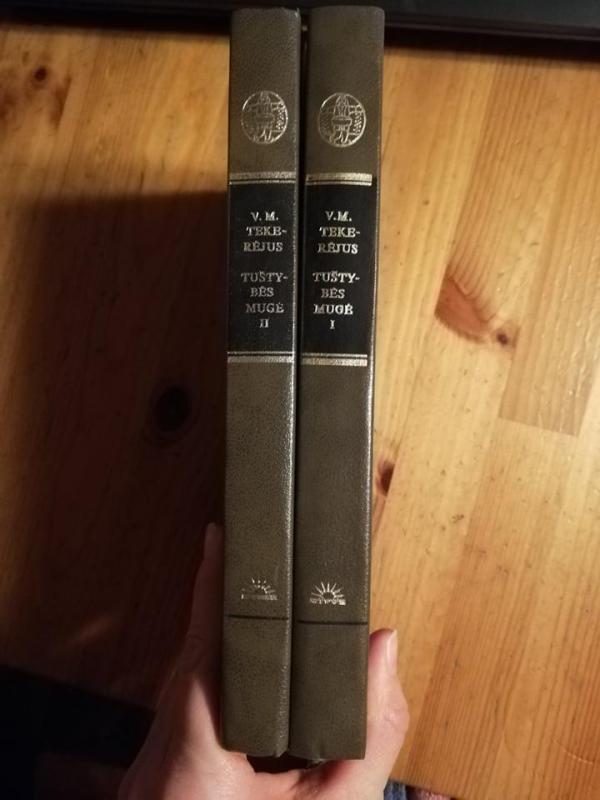 V. M.
TEKE-
RĖJUS
TUŠTY-
BĖS
MUGĖ
II
V. M.
TEKE-
RĖJUS
TUŠTY-
BĖS
MUGĖ
I